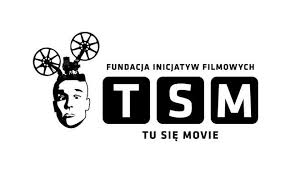 FUNDACJA INICJATYW FILMOWYCH
TSM
TU SIĘ MOVIE